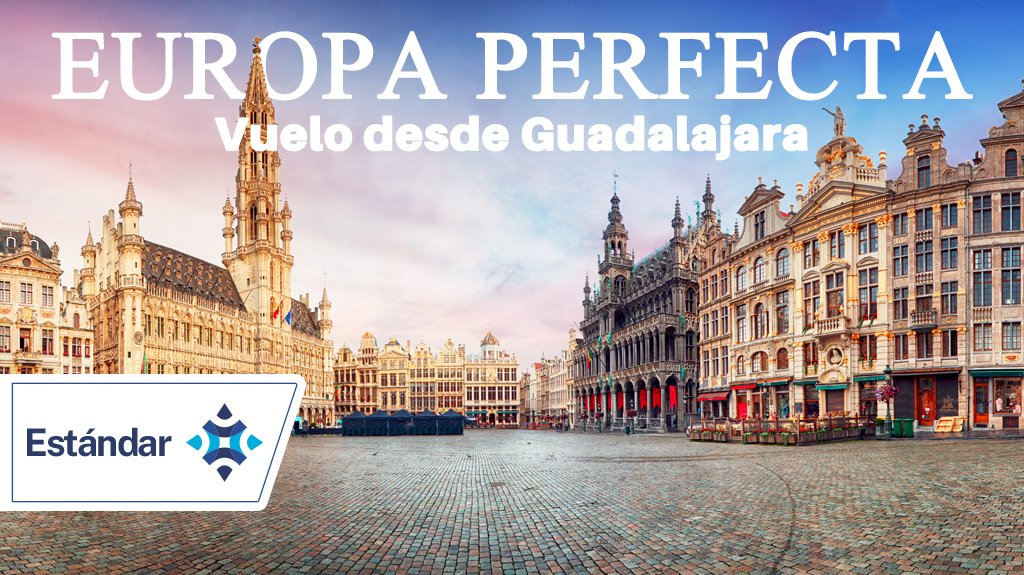 EUROPA PERFECTA
Vuelo desde Guadalajara
Estándar